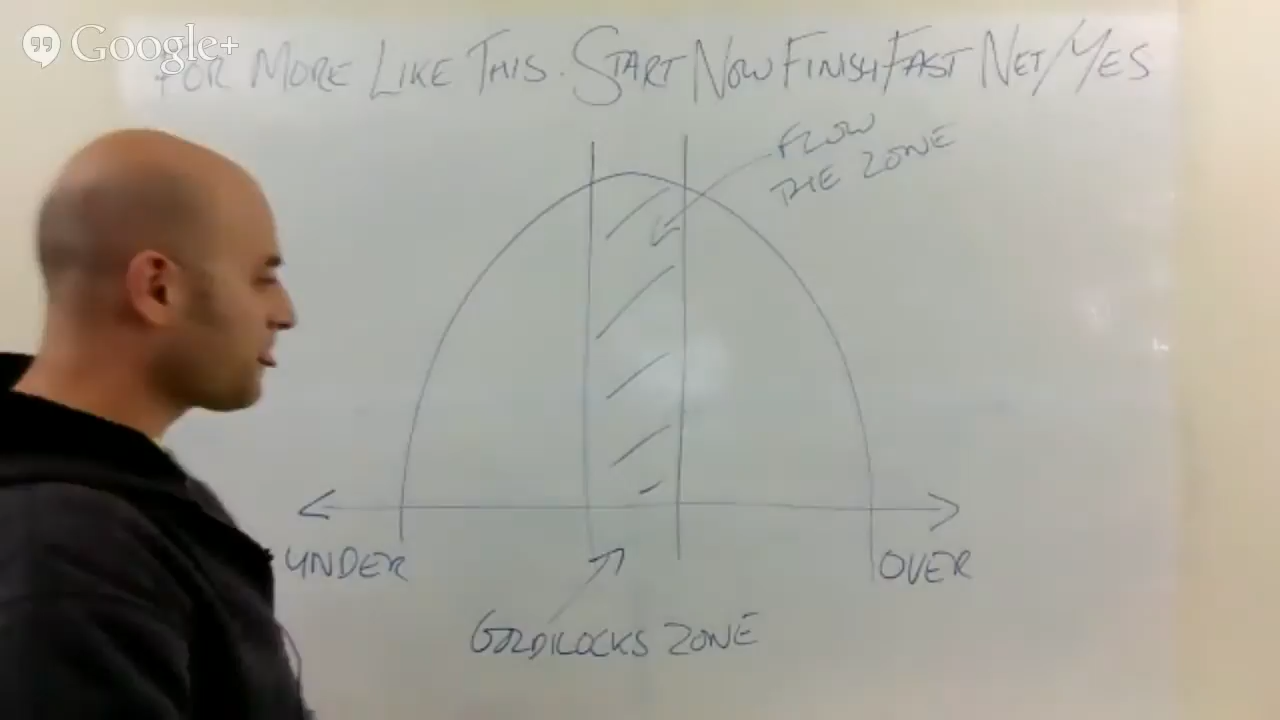 Google+
FOR MORE LIKE THIS. START NOW FINISH FAST NET/YES
FLOW
THE ZONE
UNDER
OVER
GOLDILOCKS ZONE